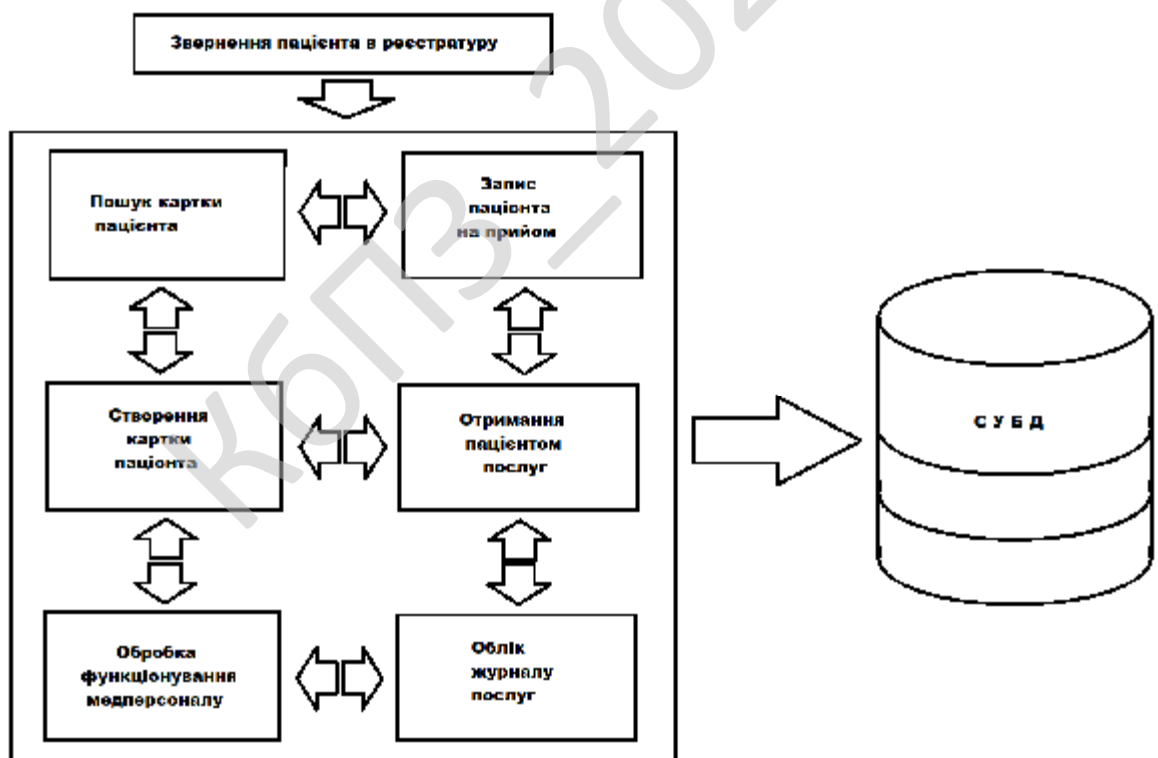 Звернення пацієнта в реєстратуру
Пошук картки
пацієнта
Запис
пацієнта
на прийом
Створення
картки
пацієнта
Отримання
пацієнтом
послуг
СУБД
Обробка
функціонування
медперсоналу
Облік
журналу
послуг